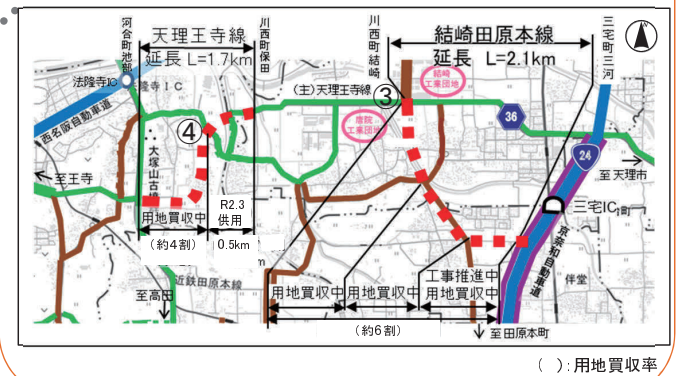 河合町池部
天理王寺線
延長 L=1.7km
川西町保田
川西町結崎
結崎田原本線
延長 L=2.1km
三宅町三河
法隆寺IC
隆寺IC
(主)天理王寺線
③
結崎
工業団地
唐院
工業団地
36
西名阪自動車道
④
大塚山古墳
24
至天理市
至王寺
用地買収中
(約4割)
R2.3
供用
0.5km
三宅IC
京奈和自動車道
伴堂
近鉄田原本線
至高田
用地買収中
用地買収中
工事推進中
用地買収中
(約6割)
至田原本町
( ):用地買収率